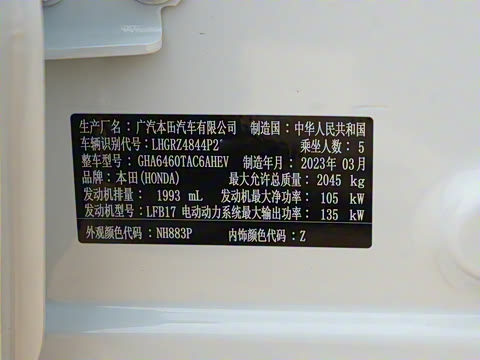 生产厂名：广汽本田汽车有限公司 制造国：中华人民共和国
车辆识别代号：LHGRZ4844P2 乘坐人数：5
整车型号：GHA6460TAC6AHEV 制造年月：2023年 03月
品牌：本田(HONDA) 最大允许总质量：2045 kg
发动机排量：1993 mL 发动机最大净功率：105 kW
发动机型号：LFB17 电动动力系统最大输出功率：135 kW
外观颜色代码：NH883P 内饰颜色代码：Z